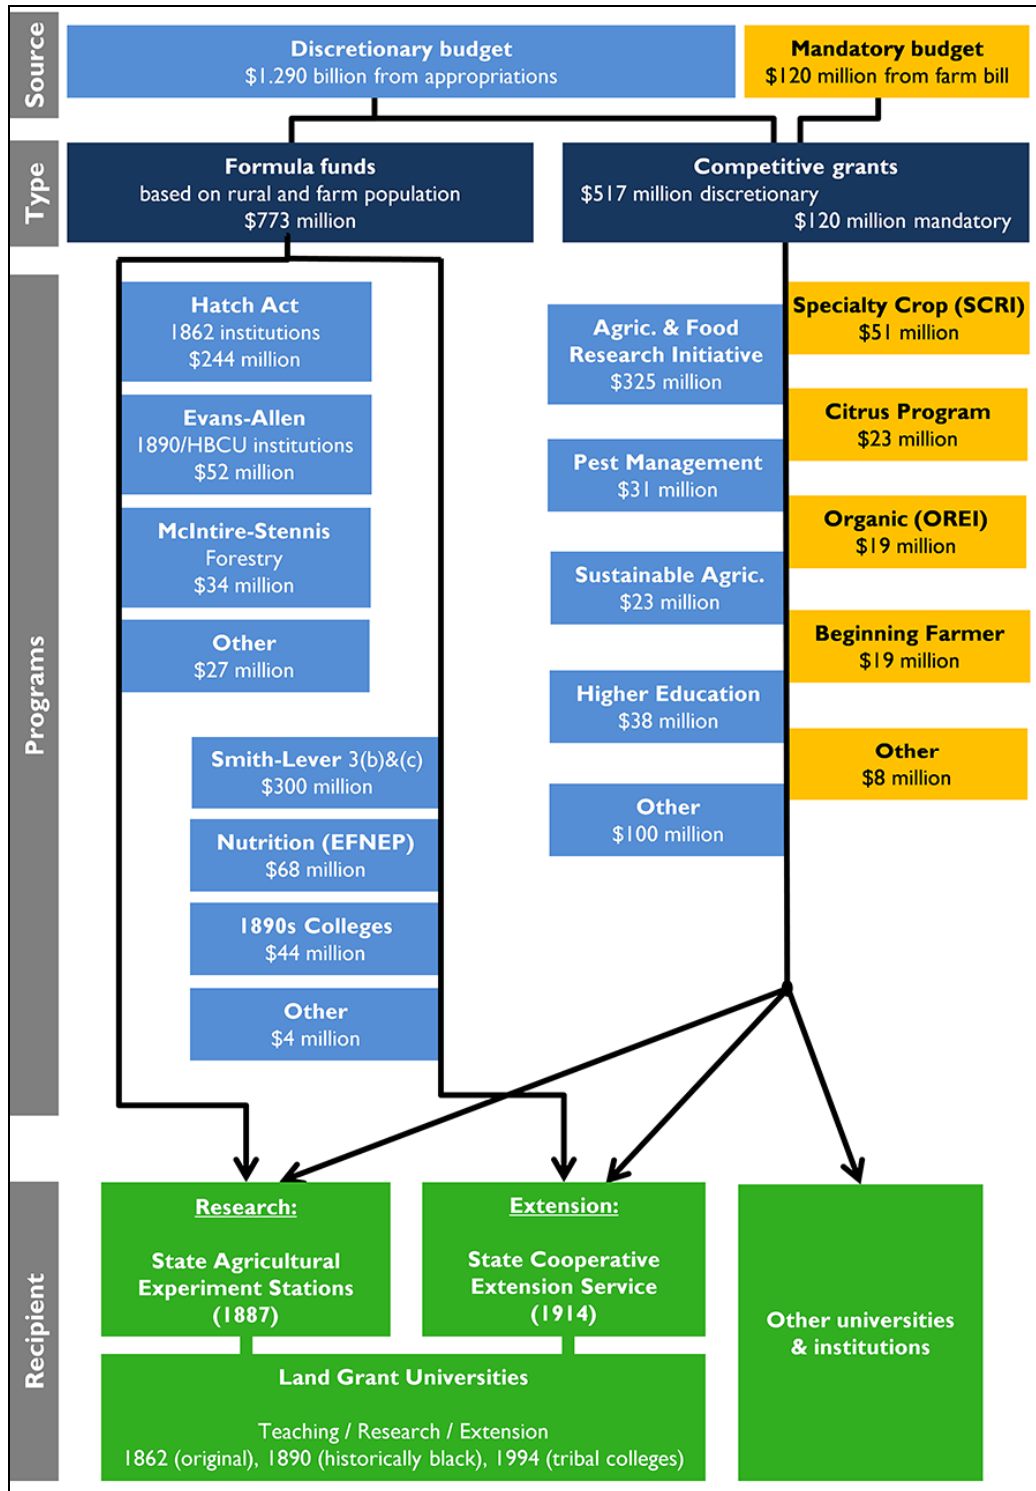 Source
Discretionary budget
$1.290 billion from appropriations
Mandatory budget
$120 million from farm bill
Type
Formula funds
based on rural and farm population
$773 million
Competitive grants
$517 million discretionary
$120 million mandatory
Programs
Hatch Act
1862 institutions
$244 million
Evans-Allen
1890/HBCU institutions
$52 million
McIntire-Stennis
Forestry
$34 million
Other
$27 million
Smith-Lever 3(b)&(c)
$300 million
Nutrition (EFNEP)
$68 million
1890s Colleges
$44 million
Other
$4 million
Agric. & Food
Research Initiative
$325 million
Pest Management
$31 million
Sustainable Agric.
$23 million
Higher Education
$38 million
Other
$100 million
Specialty Crop (SCRI)
$51 million
Citrus Program
$23 million
Organic (OREI)
$19 million
Beginning Farmer
$19 million
Other
$8 million
Recipient
Research:
State Agricultural
Experiment Stations
(1887)
Extension:
State Cooperative
Extension Service
(1914)
Other universities
& institutions
Land Grant Universities
Teaching / Research / Extension
1862 (original), 1890 (historically black), 1994 (tribal colleges)